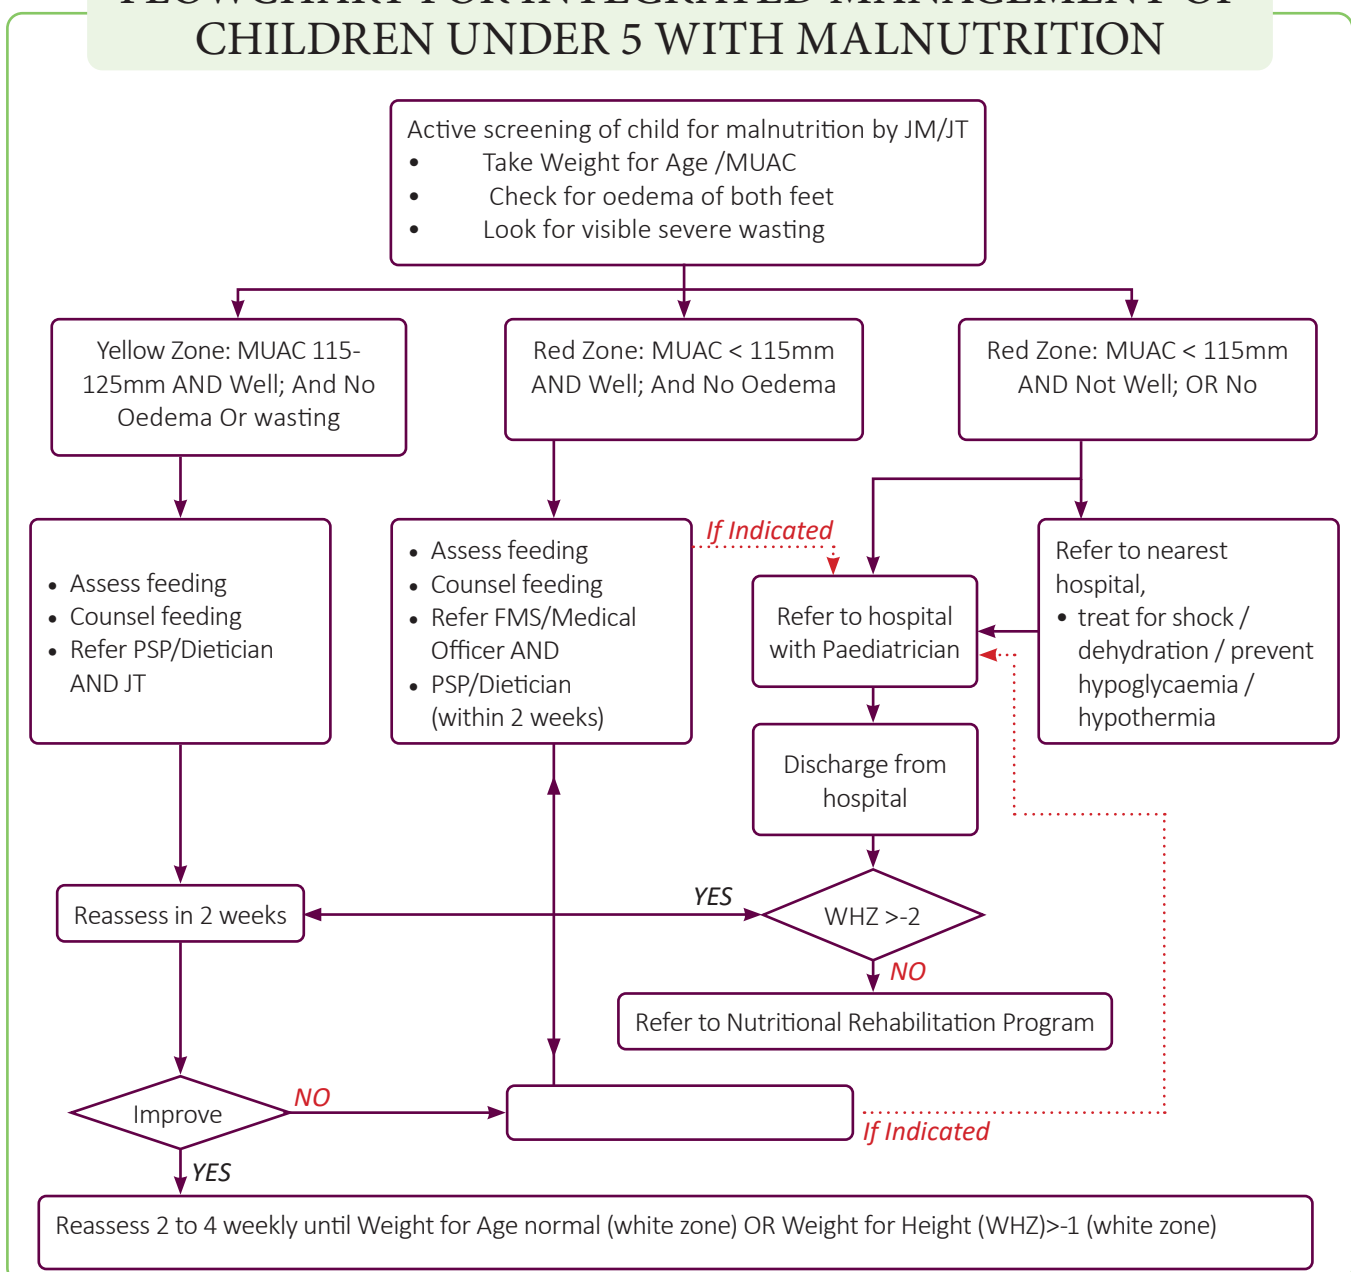 FLOWCHART FOR INTEGRATED MANAGEMENT OF
CHILDREN UNDER 5 WITH MALNUTRITION
Active screening of child for malnutrition by JM/JT
• Take Weight for Age /MUAC
• Check for oedema of both feet
• Look for visible severe wasting
Yellow Zone: MUAC 115-
125mm AND Well; And No
Oedema Or wasting
Red Zone: MUAC < 115mm
AND Well; And No Oedema
Red Zone: MUAC < 115mm
AND Not Well; OR No
• Assess feeding
• Counsel feeding
• Refer PSP/Dietician
AND JT
• Assess feeding
• Counsel feeding
• Refer FMS/Medical
Officer AND
• PSP/Dietician
(within 2 weeks)
If Indicated
Refer to hospital
with Paediatrician
Refer to nearest
hospital,
• treat for shock /
dehydration / prevent
hypoglycaemia /
hypothermia
Discharge from
hospital
Reassess in 2 weeks
YES
WHZ >-2
NO
Refer to Nutritional Rehabilitation Program
Improve
NO
If Indicated
YES
Reassess 2 to 4 weekly until Weight for Age normal (white zone) OR Weight for Height (WHZ)>-1 (white zone)